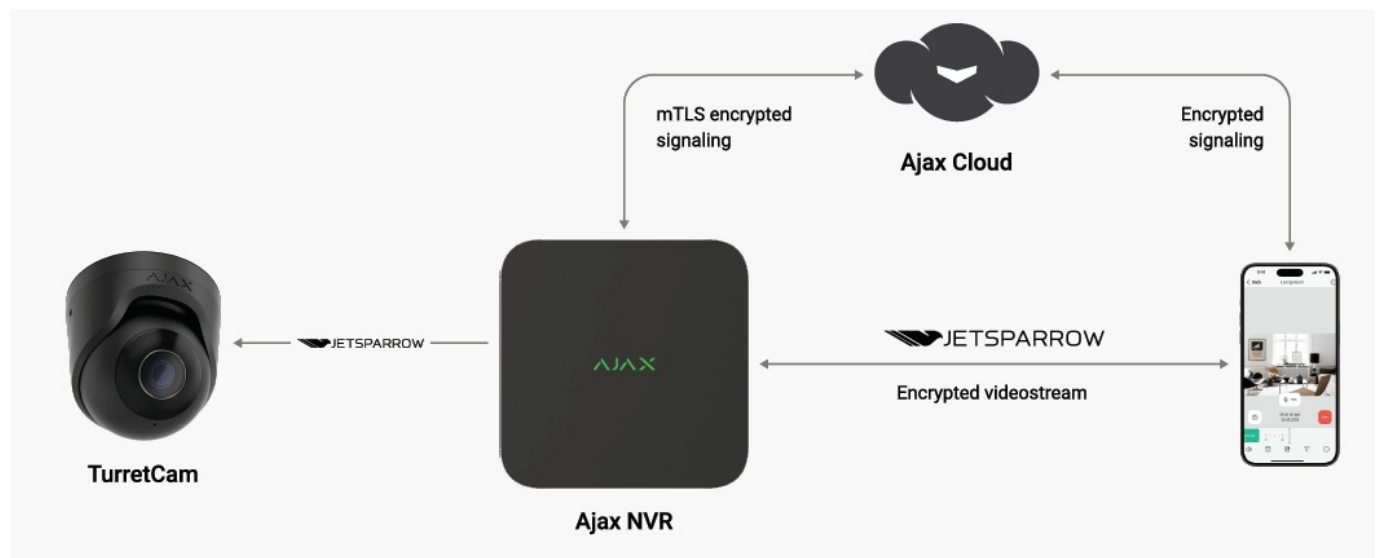 mTLS encrypted
signaling
Encrypted
signaling
Ajax Cloud
AJAX
JETSPARROW
AJAX
JETSPARROW
Encrypted videostream
TurretCam
Ajax NVR